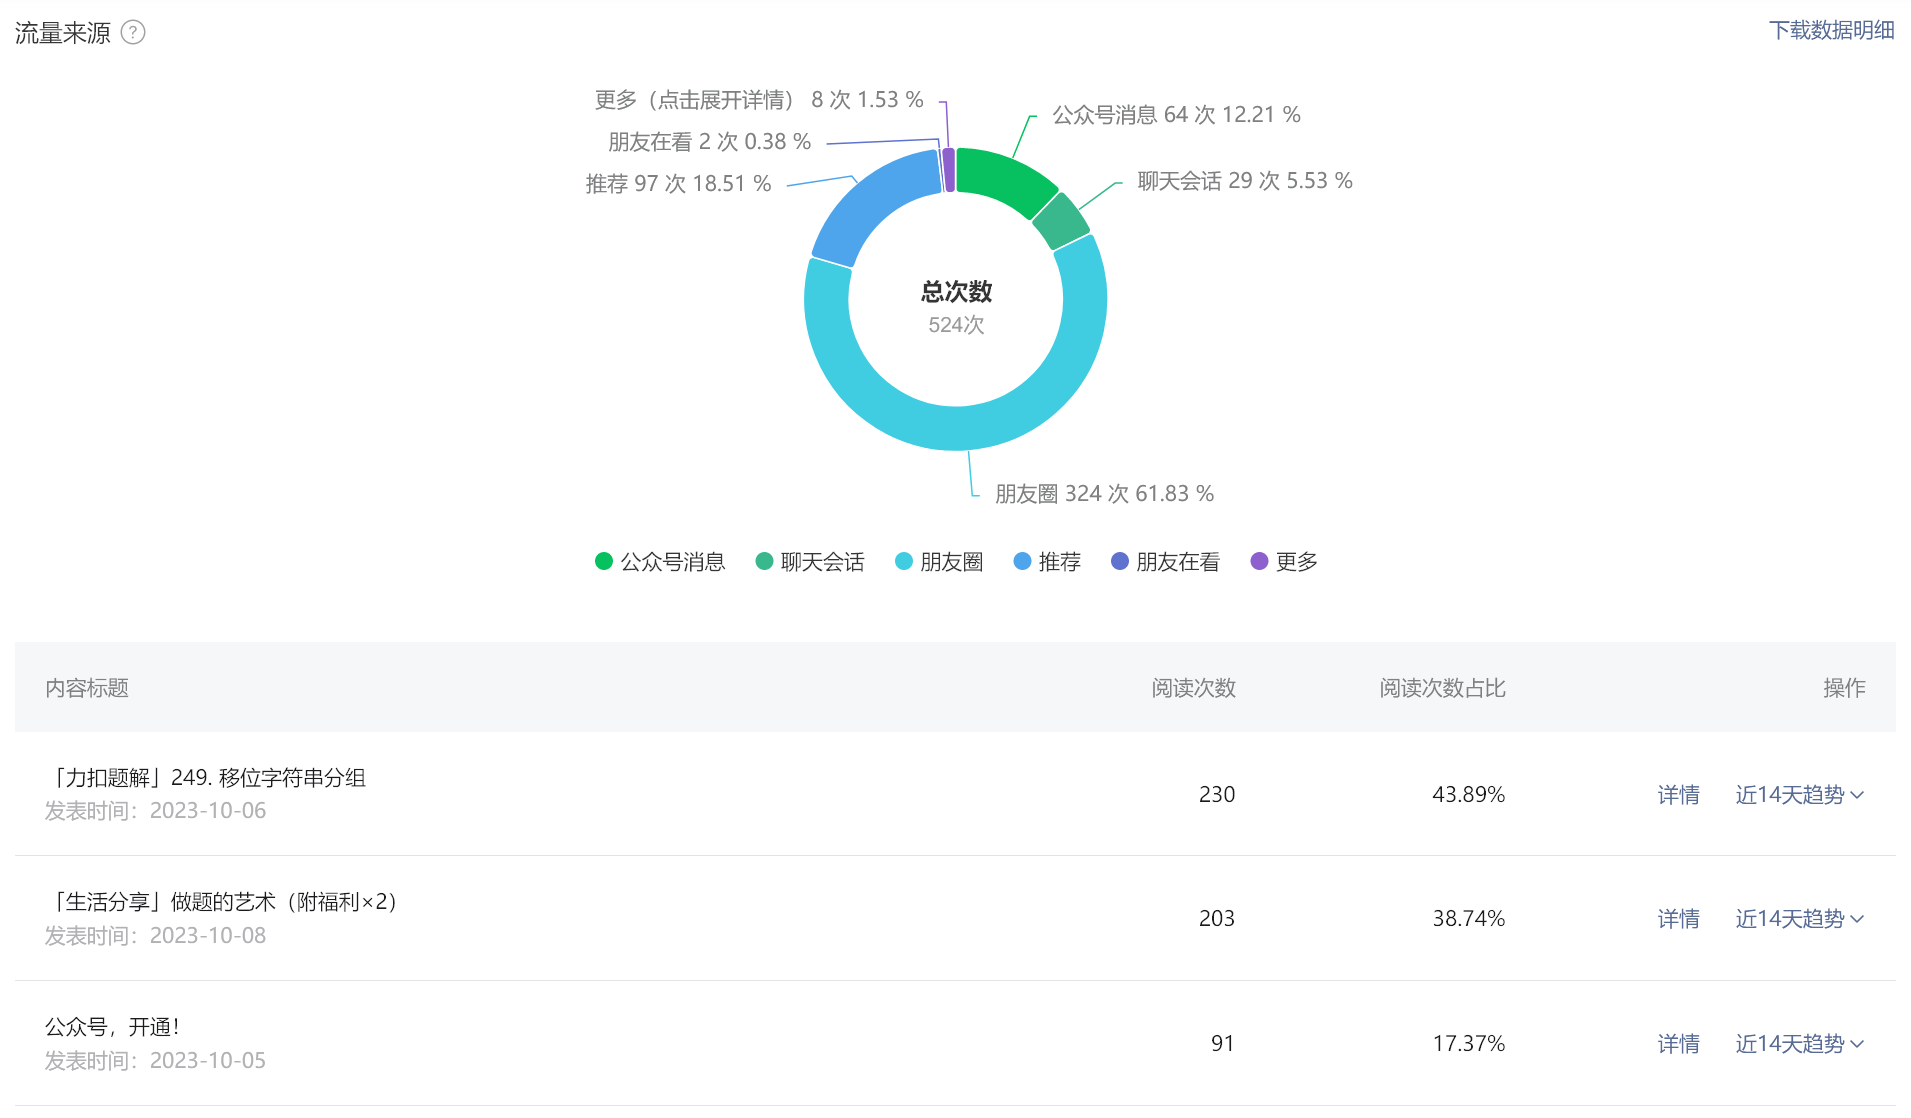 流量来源 ?
下载数据明细
更多（点击展开详情） 8 次 1.53 %
公众号消息 64 次 12.21 %
朋友在看 2 次 0.38 %
推荐 97 次 18.51 %
聊天会话 29 次 5.53 %
总次数
524次
朋友圈 324 次 61.83 %
公众号消息 聊天会话 朋友圈 推荐 朋友在看 更多
内容标题 阅读次数 阅读次数占比 操作
「力扣题解」249. 移位字符串分组
发表时间：2023-10-06
230 43.89% 详情 近14天趋势
「生活分享」做题的艺术（附福利×2）
发表时间：2023-10-08
203 38.74% 详情 近14天趋势
公众号，开通！
发表时间：2023-10-05
91 17.37% 详情 近14天趋势